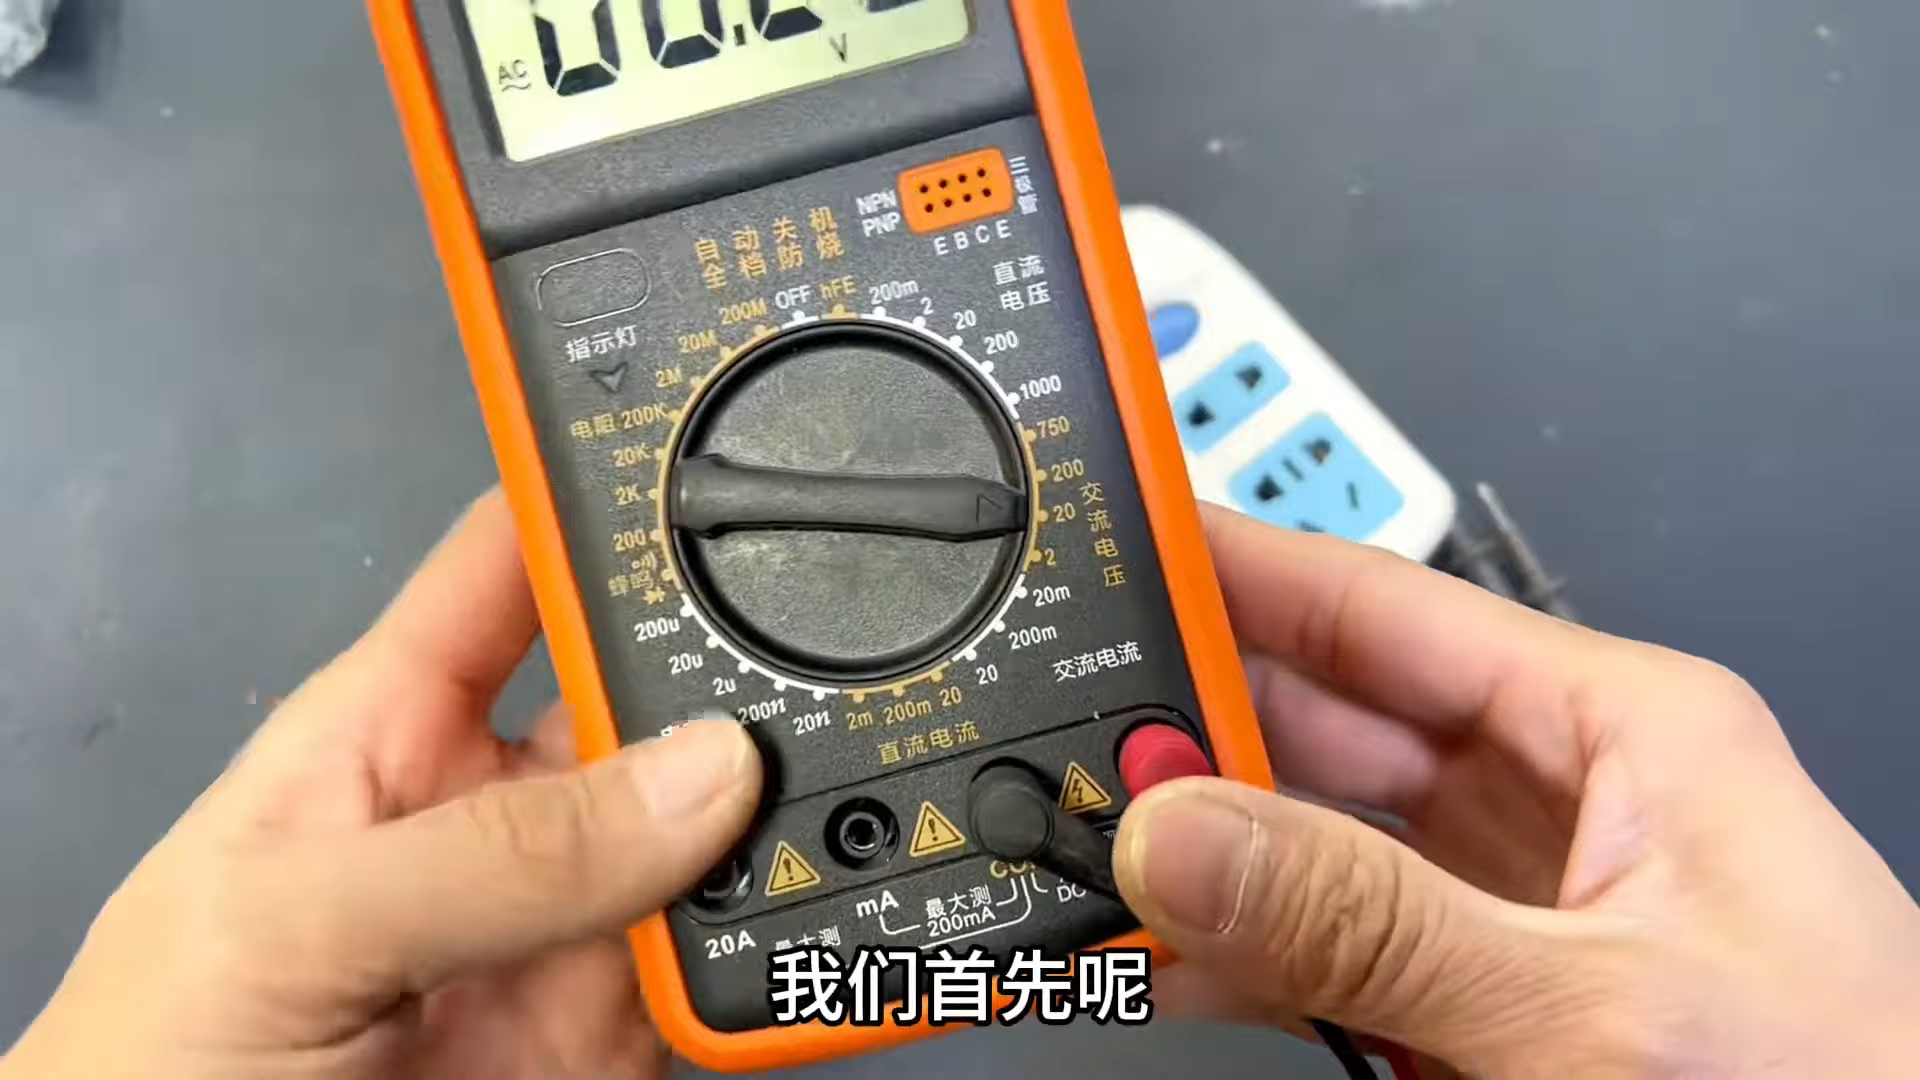 AC
V
NPN
PNP
三极管
E B C E
自动关机
全档防烧
直流
电压
指示灯
OFF
hFE
200m
2
20
200
1000
750
200
20
2
交流电压
20m
200m
20
交流电流
20
200m
2m
直流电流
20n
200n
2u
20u
200u
蜂鸣
200
2K
20K
电阻 200K
2M
20M
200M
20A
mA
最大测
200mA
最大测
DC
我们首先呢